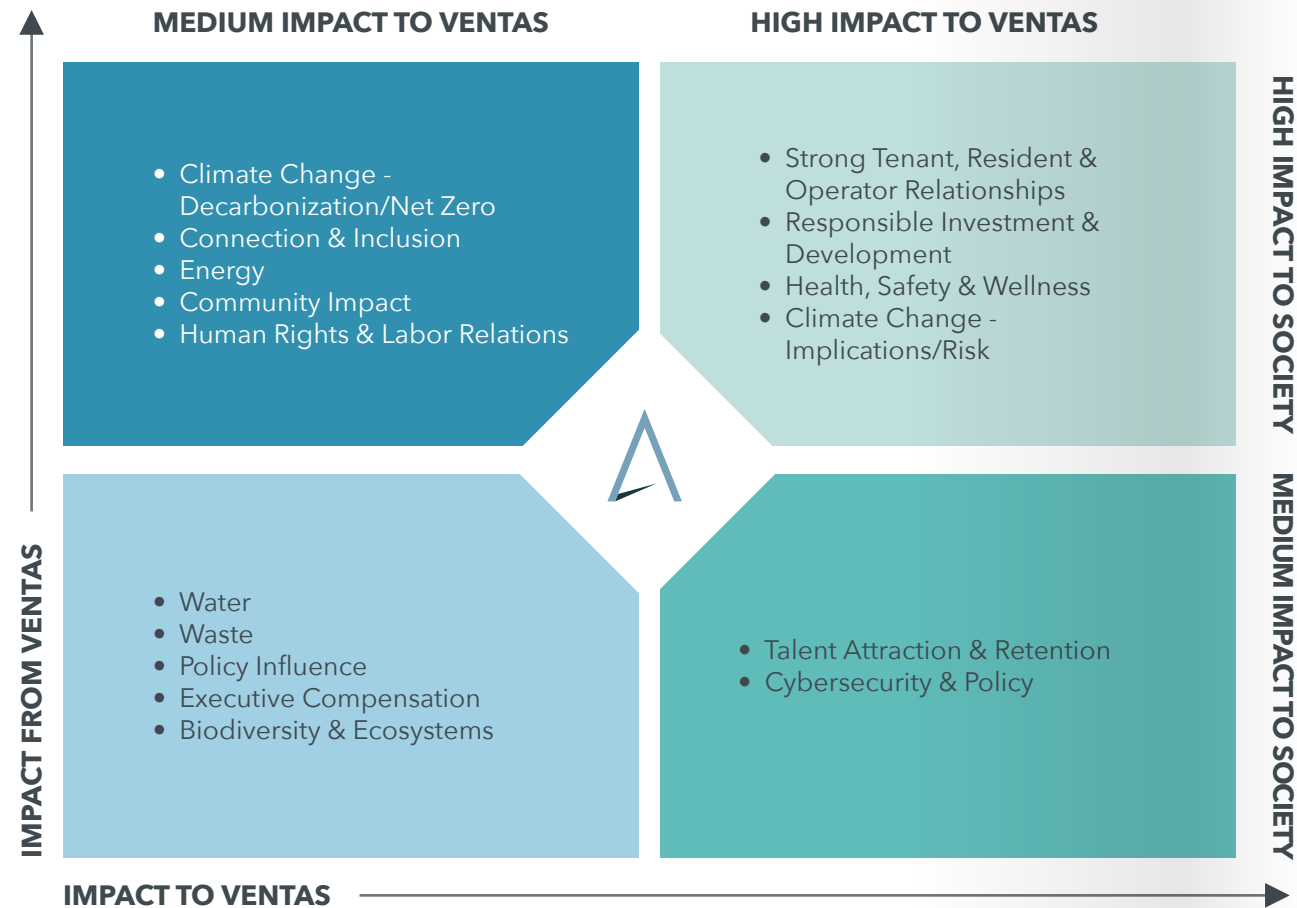 MEDIUM IMPACT TO VENTAS
HIGH IMPACT TO VENTAS
• Climate Change -
Decarbonization/Net Zero
• Connection & Inclusion
• Energy
• Community Impact
• Human Rights & Labor Relations
• Strong Tenant, Resident &
Operator Relationships
• Responsible Investment &
Development
• Health, Safety & Wellness
• Climate Change -
Implications/Risk
HIGH IMPACT TO SOCIETY
IMPACT FROM VENTAS
• Water
• Waste
• Policy Influence
• Executive Compensation
• Biodiversity & Ecosystems
• Talent Attraction & Retention
• Cybersecurity & Policy
MEDIUM IMPACT TO SOCIETY
IMPACT TO VENTAS